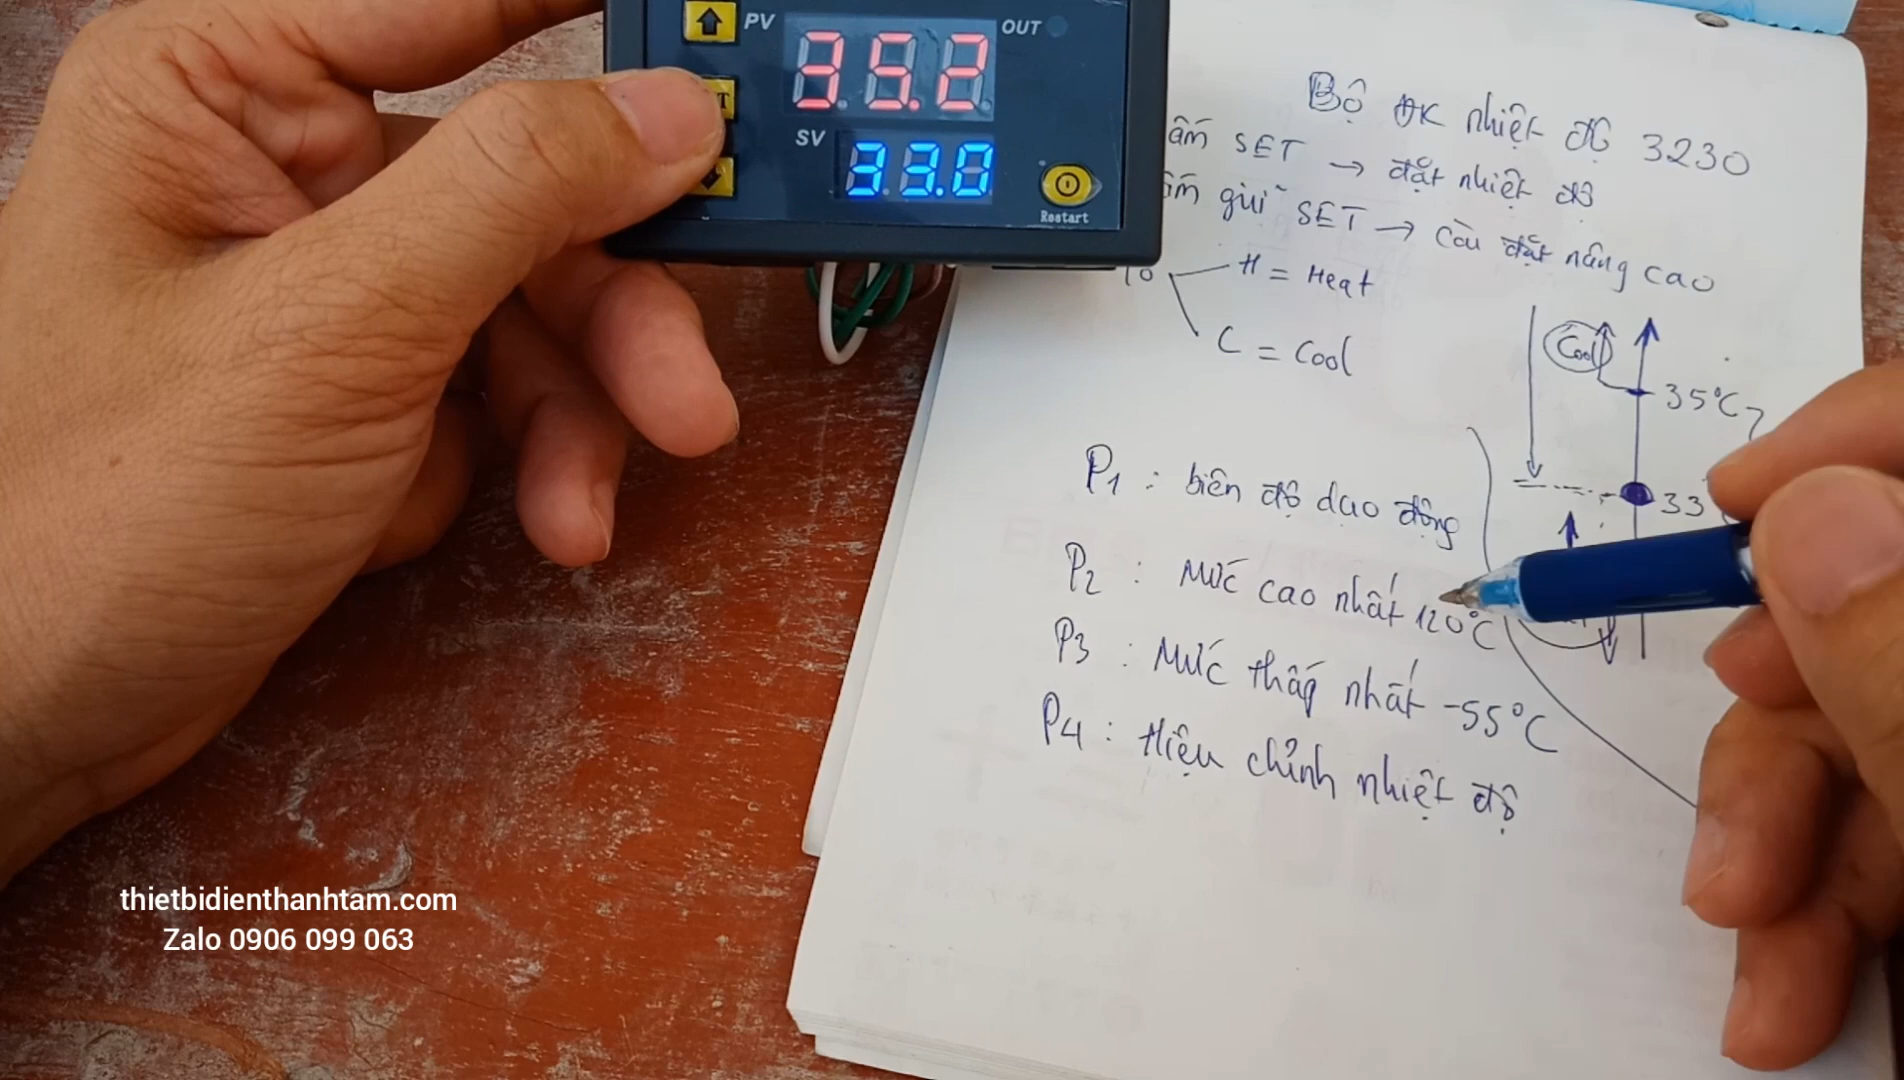 PV
35.2
OUT
SV
33.0
Restart
Bộ ĐK nhiệt độ 3230
ấn SET → đặt nhiệt độ
ấn giữ SET → cài đặt nâng cao
H = Heat
C = Cool
Cool
35°C
33
P1 : biên độ dao động
P2 : Mức cao nhất 120°C
P3 : Mức thấp nhất -55°C
P4 : Hiệu chỉnh nhiệt độ
thietbidienthanhtam.com
Zalo 0906 099 063